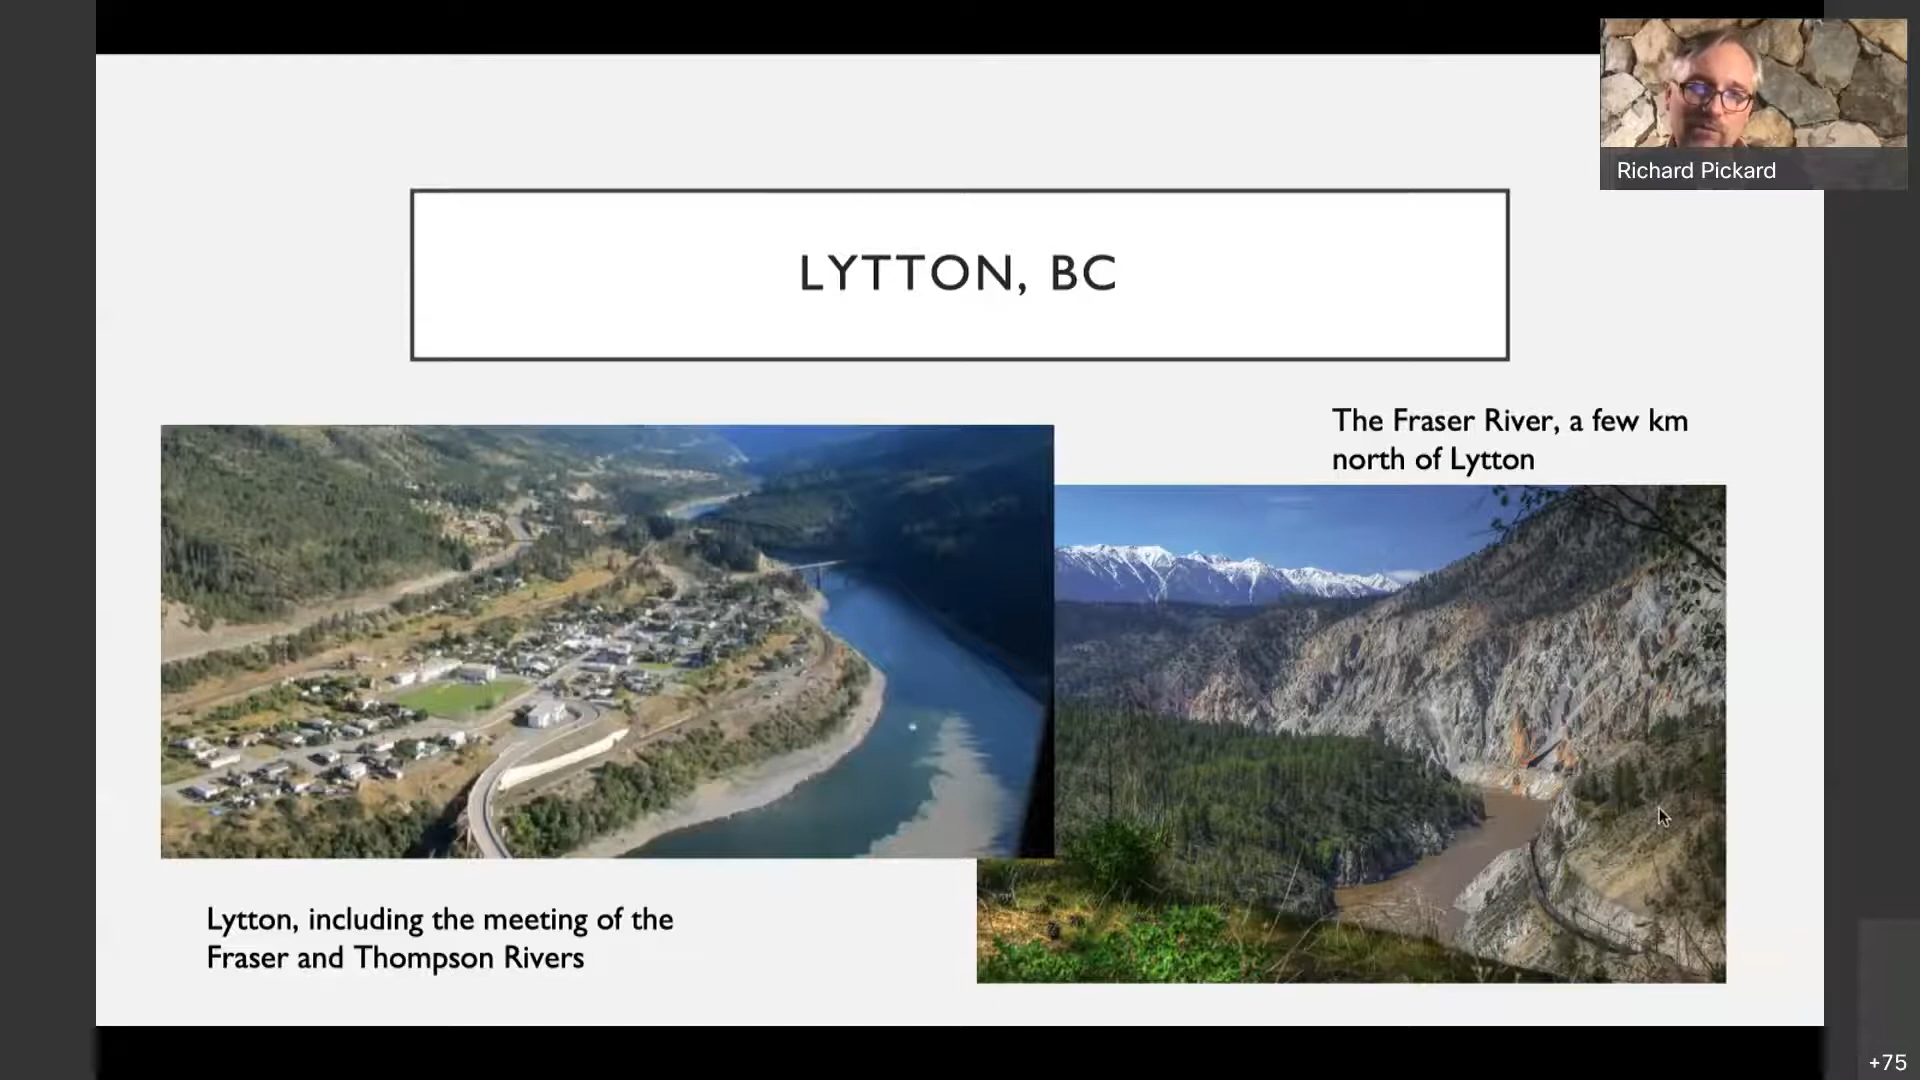 Richard Pickard
LYTTON, BC
The Fraser River, a few km
north of Lytton
Lytton, including the meeting of the
Fraser and Thompson Rivers
+75